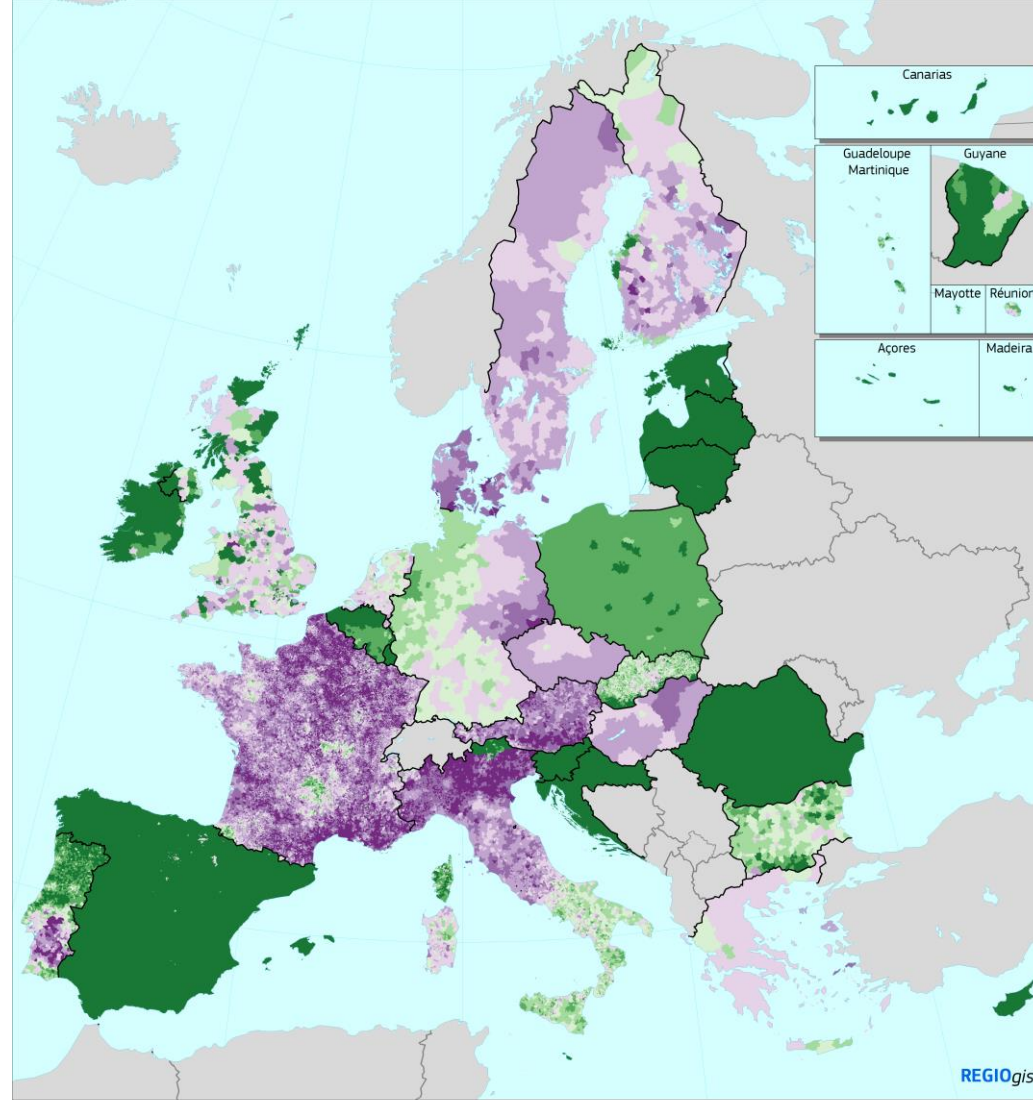 Canarias
Guadeloupe
Martinique
Guyane
Mayotte
Réunion
Açores
Madeira
REGIOgis